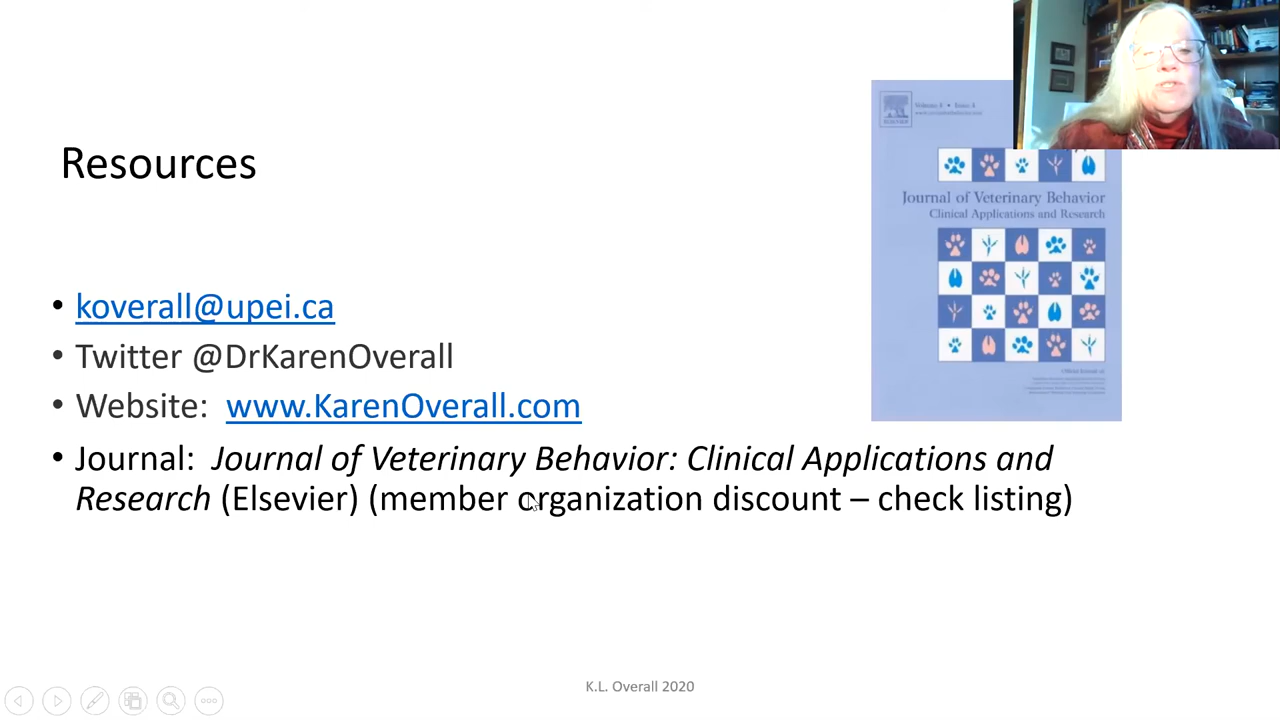 Resources
koverall@upei.ca
Twitter @DrKarenOverall
Website: www.KarenOverall.com
Journal: Journal of Veterinary Behavior: Clinical Applications and
Research (Elsevier) (member organization discount – check listing)
ELSEVIER
Journal of Veterinary Behavior
Clinical Applications and Research
K.L. Overall 2020